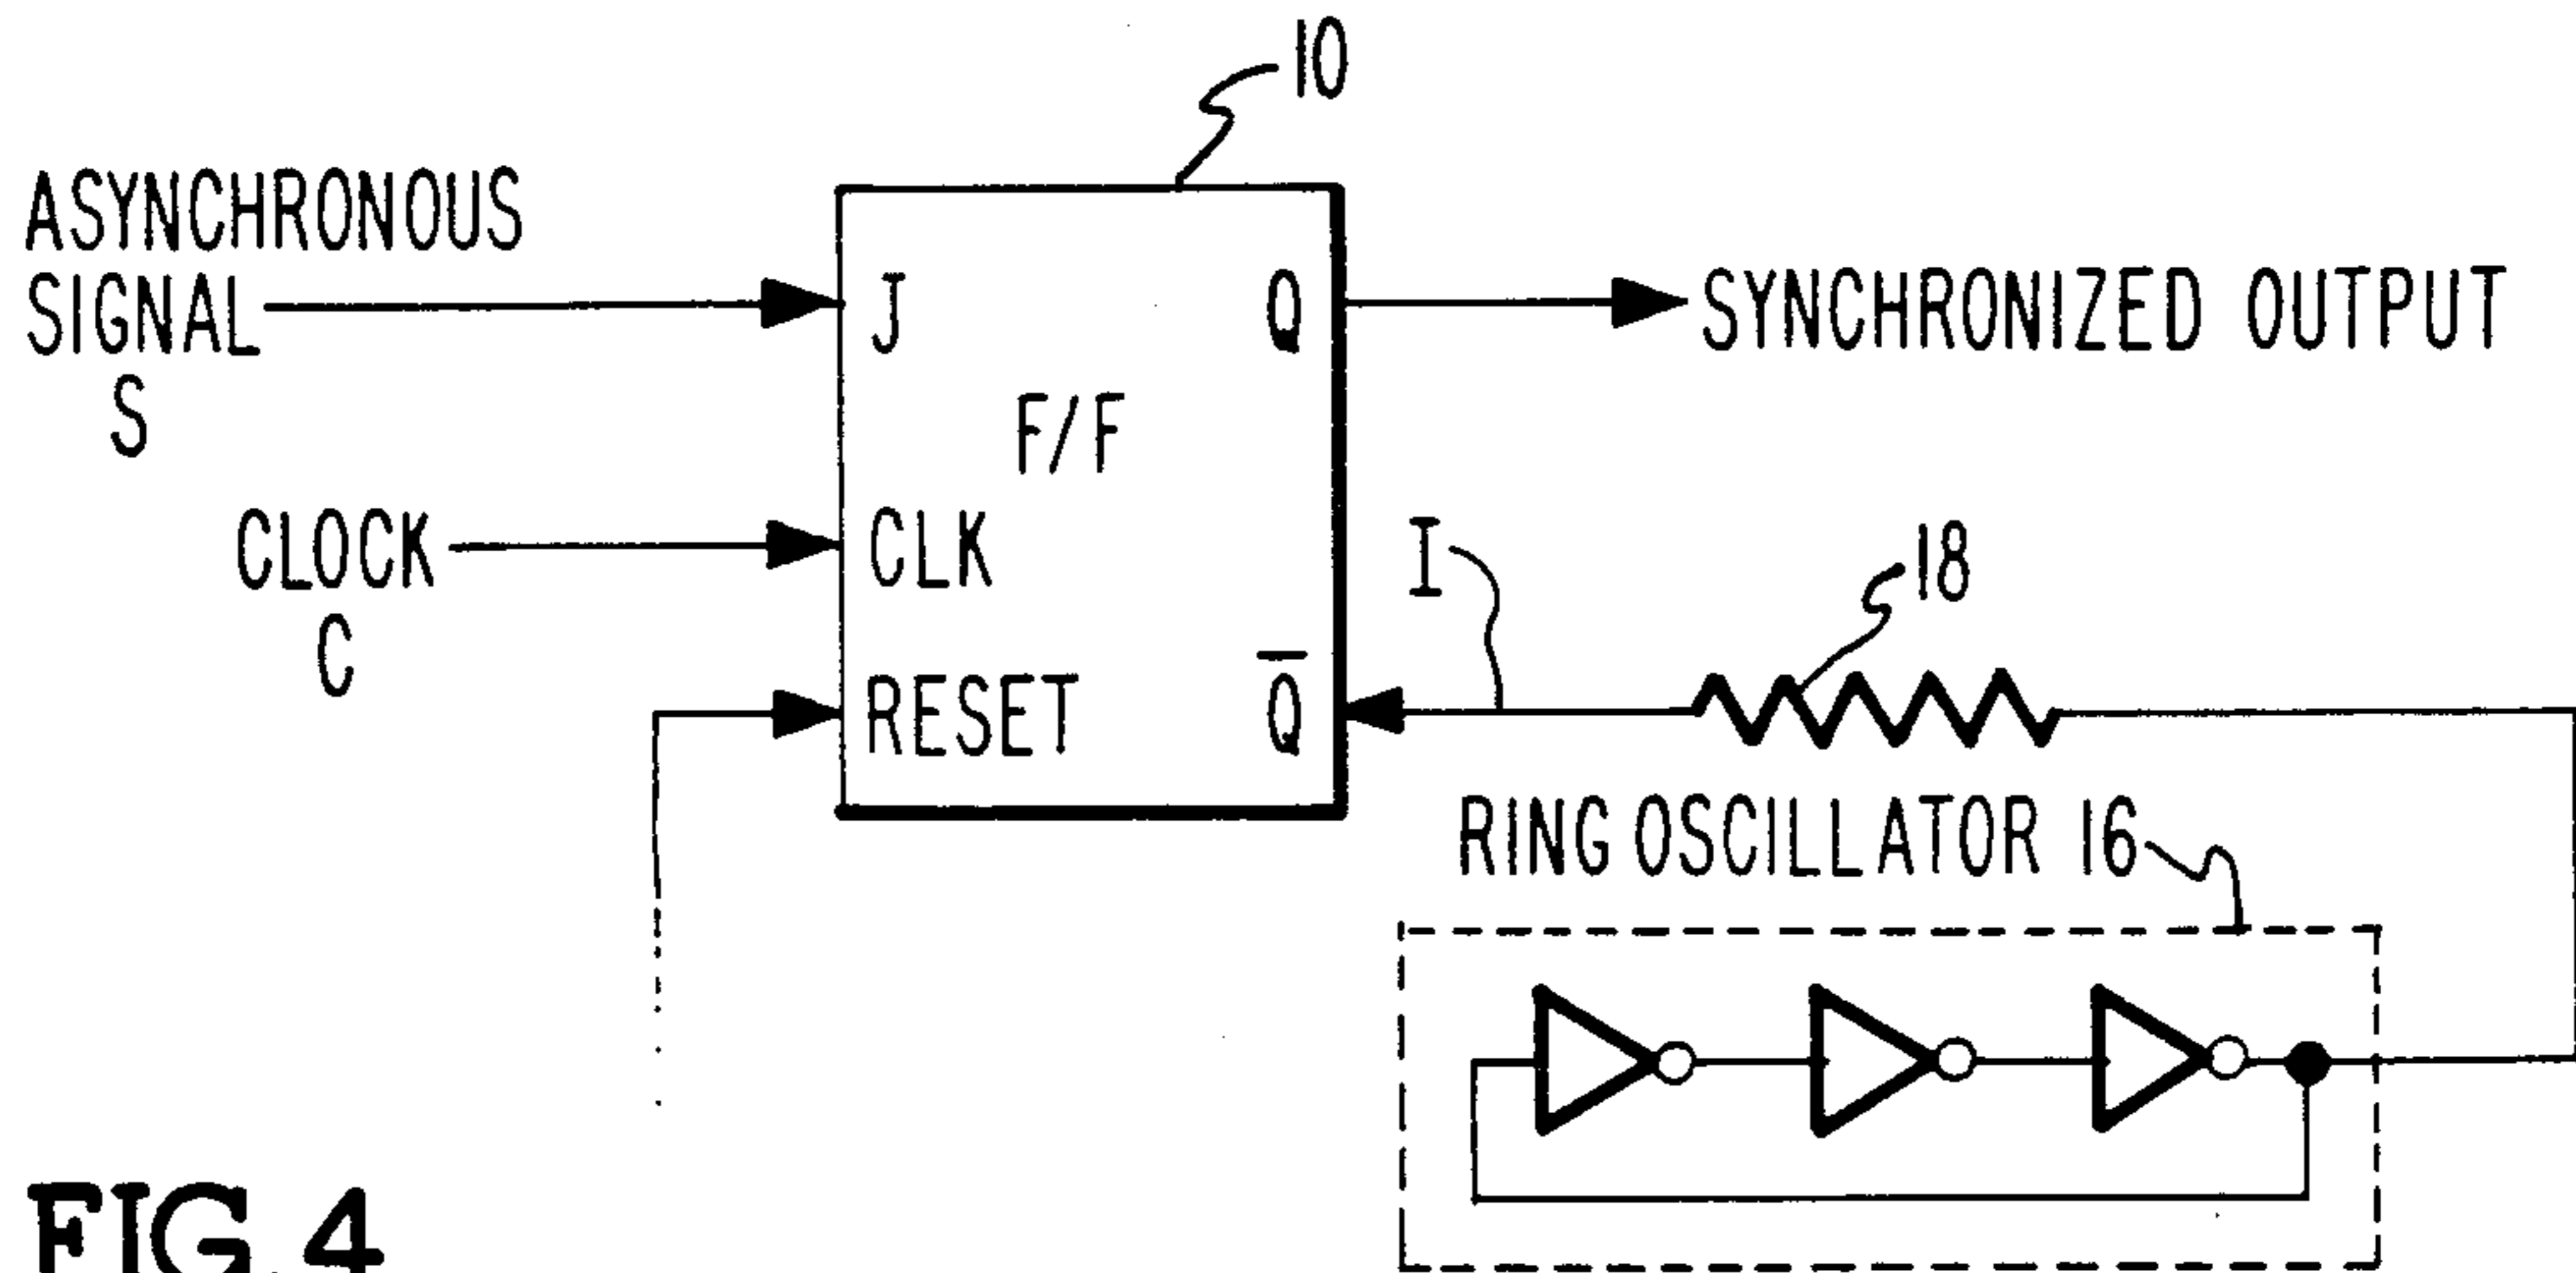 10
ASYNCHRONOUS
SIGNAL
S
J
Q
SYNCHRONIZED OUTPUT
F/F
CLOCK
C
CLK
I
18
RESET
Q̅
RING OSCILLATOR 16
FIG. 4